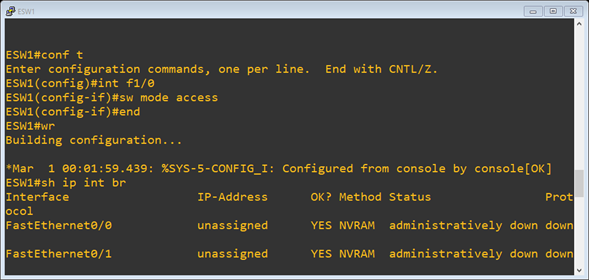 ESW1
ESW1#conf t
Enter configuration commands, one per line.  End with CNTL/Z.
ESW1(config)#int f1/0
ESW1(config-if)#sw mode access
ESW1(config-if)#end
ESW1#wr
Building configuration...
*Mar  1 00:01:59.439: %SYS-5-CONFIG_I: Configured from console by console[OK]
ESW1#sh ip int br
Interface                  IP-Address      OK? Method Status                Prot
ocol
FastEthernet0/0            unassigned      YES NVRAM  administratively down down
FastEthernet0/1            unassigned      YES NVRAM  administratively down down